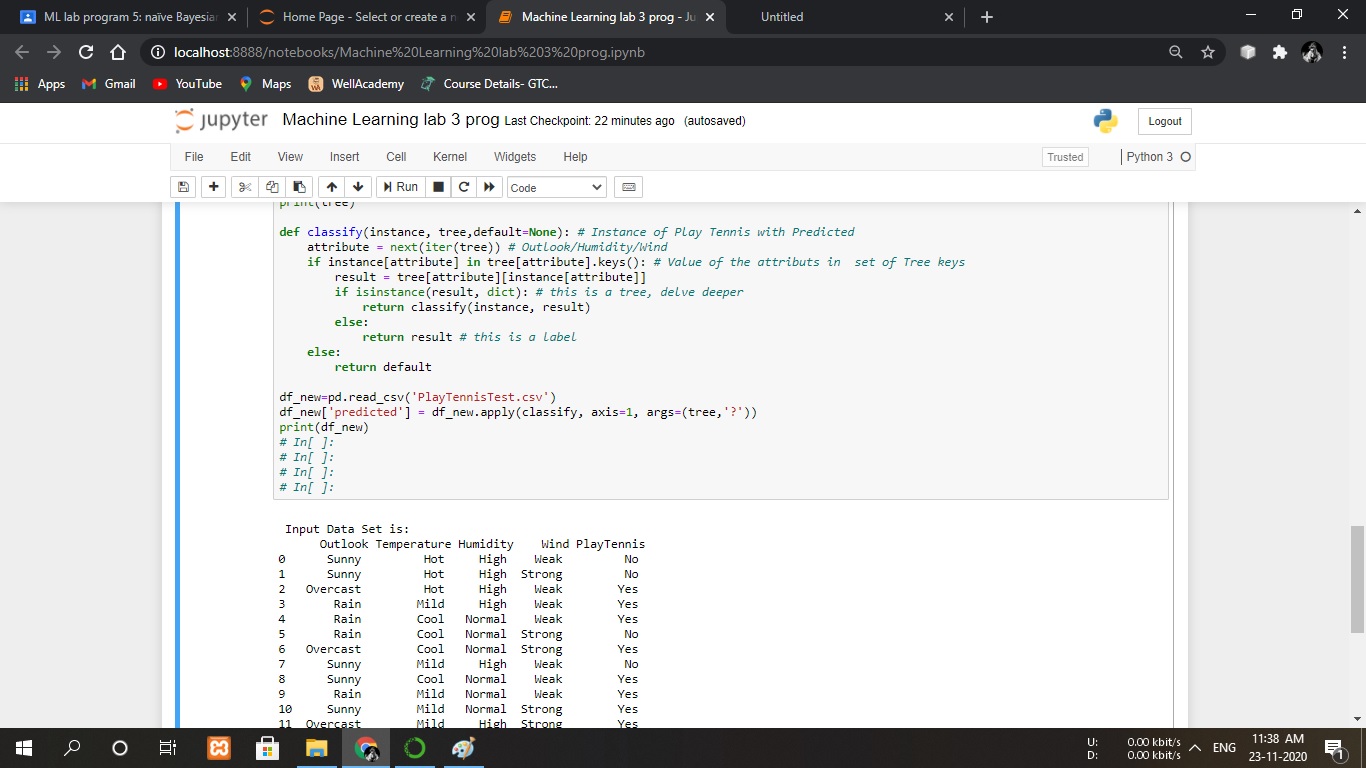 ML lab program 5: naïve Bayesian
Home Page - Select or create a n
Machine Learning lab 3 prog - Ju
Untitled
localhost:8888/notebooks/Machine%20Learning%20lab%203%20prog.ipynb
Apps
Gmail
YouTube
Maps
WellAcademy
Course Details- GTC...
jupyter
Machine Learning lab 3 prog Last Checkpoint: 22 minutes ago (autosaved)
Logout
File Edit View Insert Cell Kernel Widgets Help
Trusted
Python 3
Run
Code
print(tree)
def classify(instance, tree,default=None): # Instance of Play Tennis with Predicted
    attribute = next(iter(tree)) # Outlook/Humidity/Wind
    if instance[attribute] in tree[attribute].keys(): # Value of the attributs in  set of Tree keys
        result = tree[attribute][instance[attribute]]
        if isinstance(result, dict): # this is a tree, delve deeper
            return classify(instance, result)
        else:
            return result # this is a label
    else:
        return default
df_new=pd.read_csv('PlayTennisTest.csv')
df_new['predicted'] = df_new.apply(classify, axis=1, args=(tree,'?'))
print(df_new)
# In[ ]:
# In[ ]:
# In[ ]:
# In[ ]:
Input Data Set is:
Outlook Temperature Humidity Wind PlayTennis
0 Sunny Hot High Weak No
1 Sunny Hot High Strong No
2 Overcast Hot High Weak Yes
3 Rain Mild High Weak Yes
4 Rain Cool Normal Weak Yes
5 Rain Cool Normal Strong No
6 Overcast Cool Normal Strong Yes
7 Sunny Mild High Weak No
8 Sunny Cool Normal Weak Yes
9 Rain Mild Normal Weak Yes
10 Sunny Mild Normal Strong Yes
11 Overcast Mild High Strong Yes
U: 0.00 kbit/s
D: 0.00 kbit/s
ENG
11:38 AM
23-11-2020
1